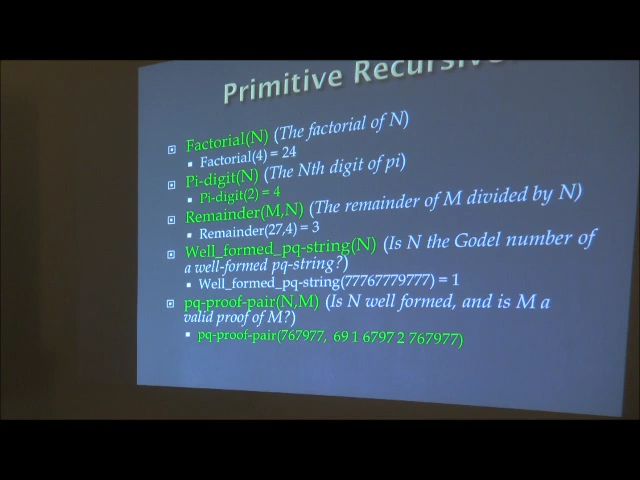 Primitive Recursive
Factorial(N) (The factorial of N)
Factorial(4) = 24
Pi-digit(N) (The Nth digit of pi)
Pi-digit(2) = 4
Remainder(M,N) (The remainder of M divided by N)
Remainder(27,4) = 3
Well_formed_pq-string(N) (Is N the Godel number of
a well-formed pq-string?)
Well_formed_pq-string(77767779777) = 1
pq-proof-pair(N,M) (Is N well formed, and is M a
valid proof of M?)
pq-proof-pair(767977, 69 1 6797 2 767977)